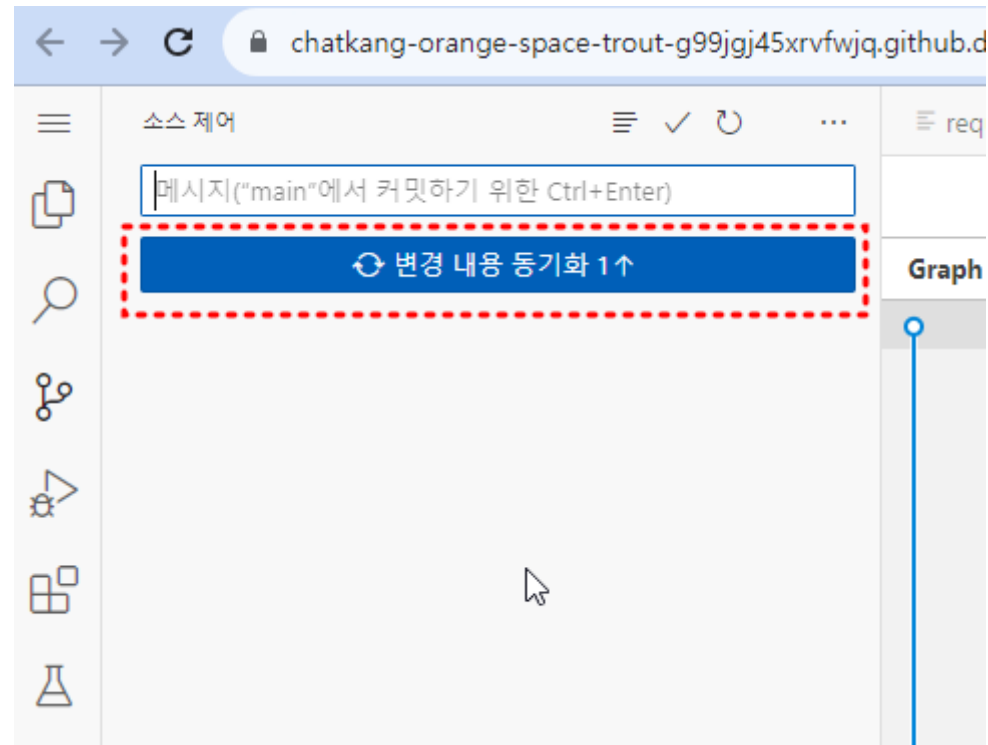 chatkang-orange-space-trout-g99jgj45xrvfwjq.github.d
소스 제어
req
메시지("main"에서 커밋하기 위한 Ctrl+Enter)
변경 내용 동기화 1↑
Graph